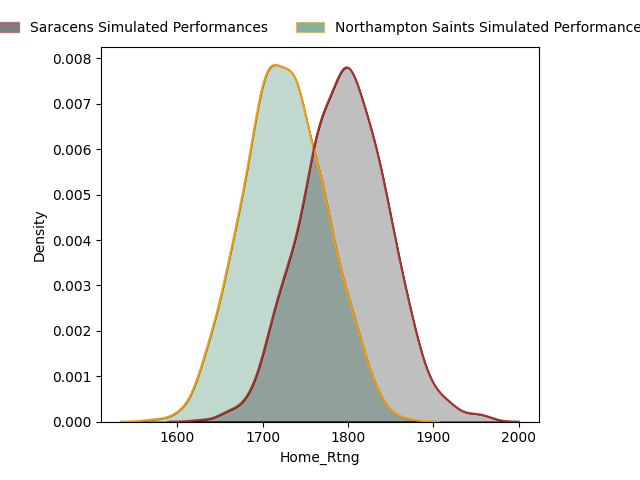 Saracens Simulated Performances Northampton Saints Simulated Performance
0.008
0.007
0.006
0.005
0.004
0.003
0.002
0.001
0.000
Density
1600 1700 1800 1900 2000
Home_Rtng